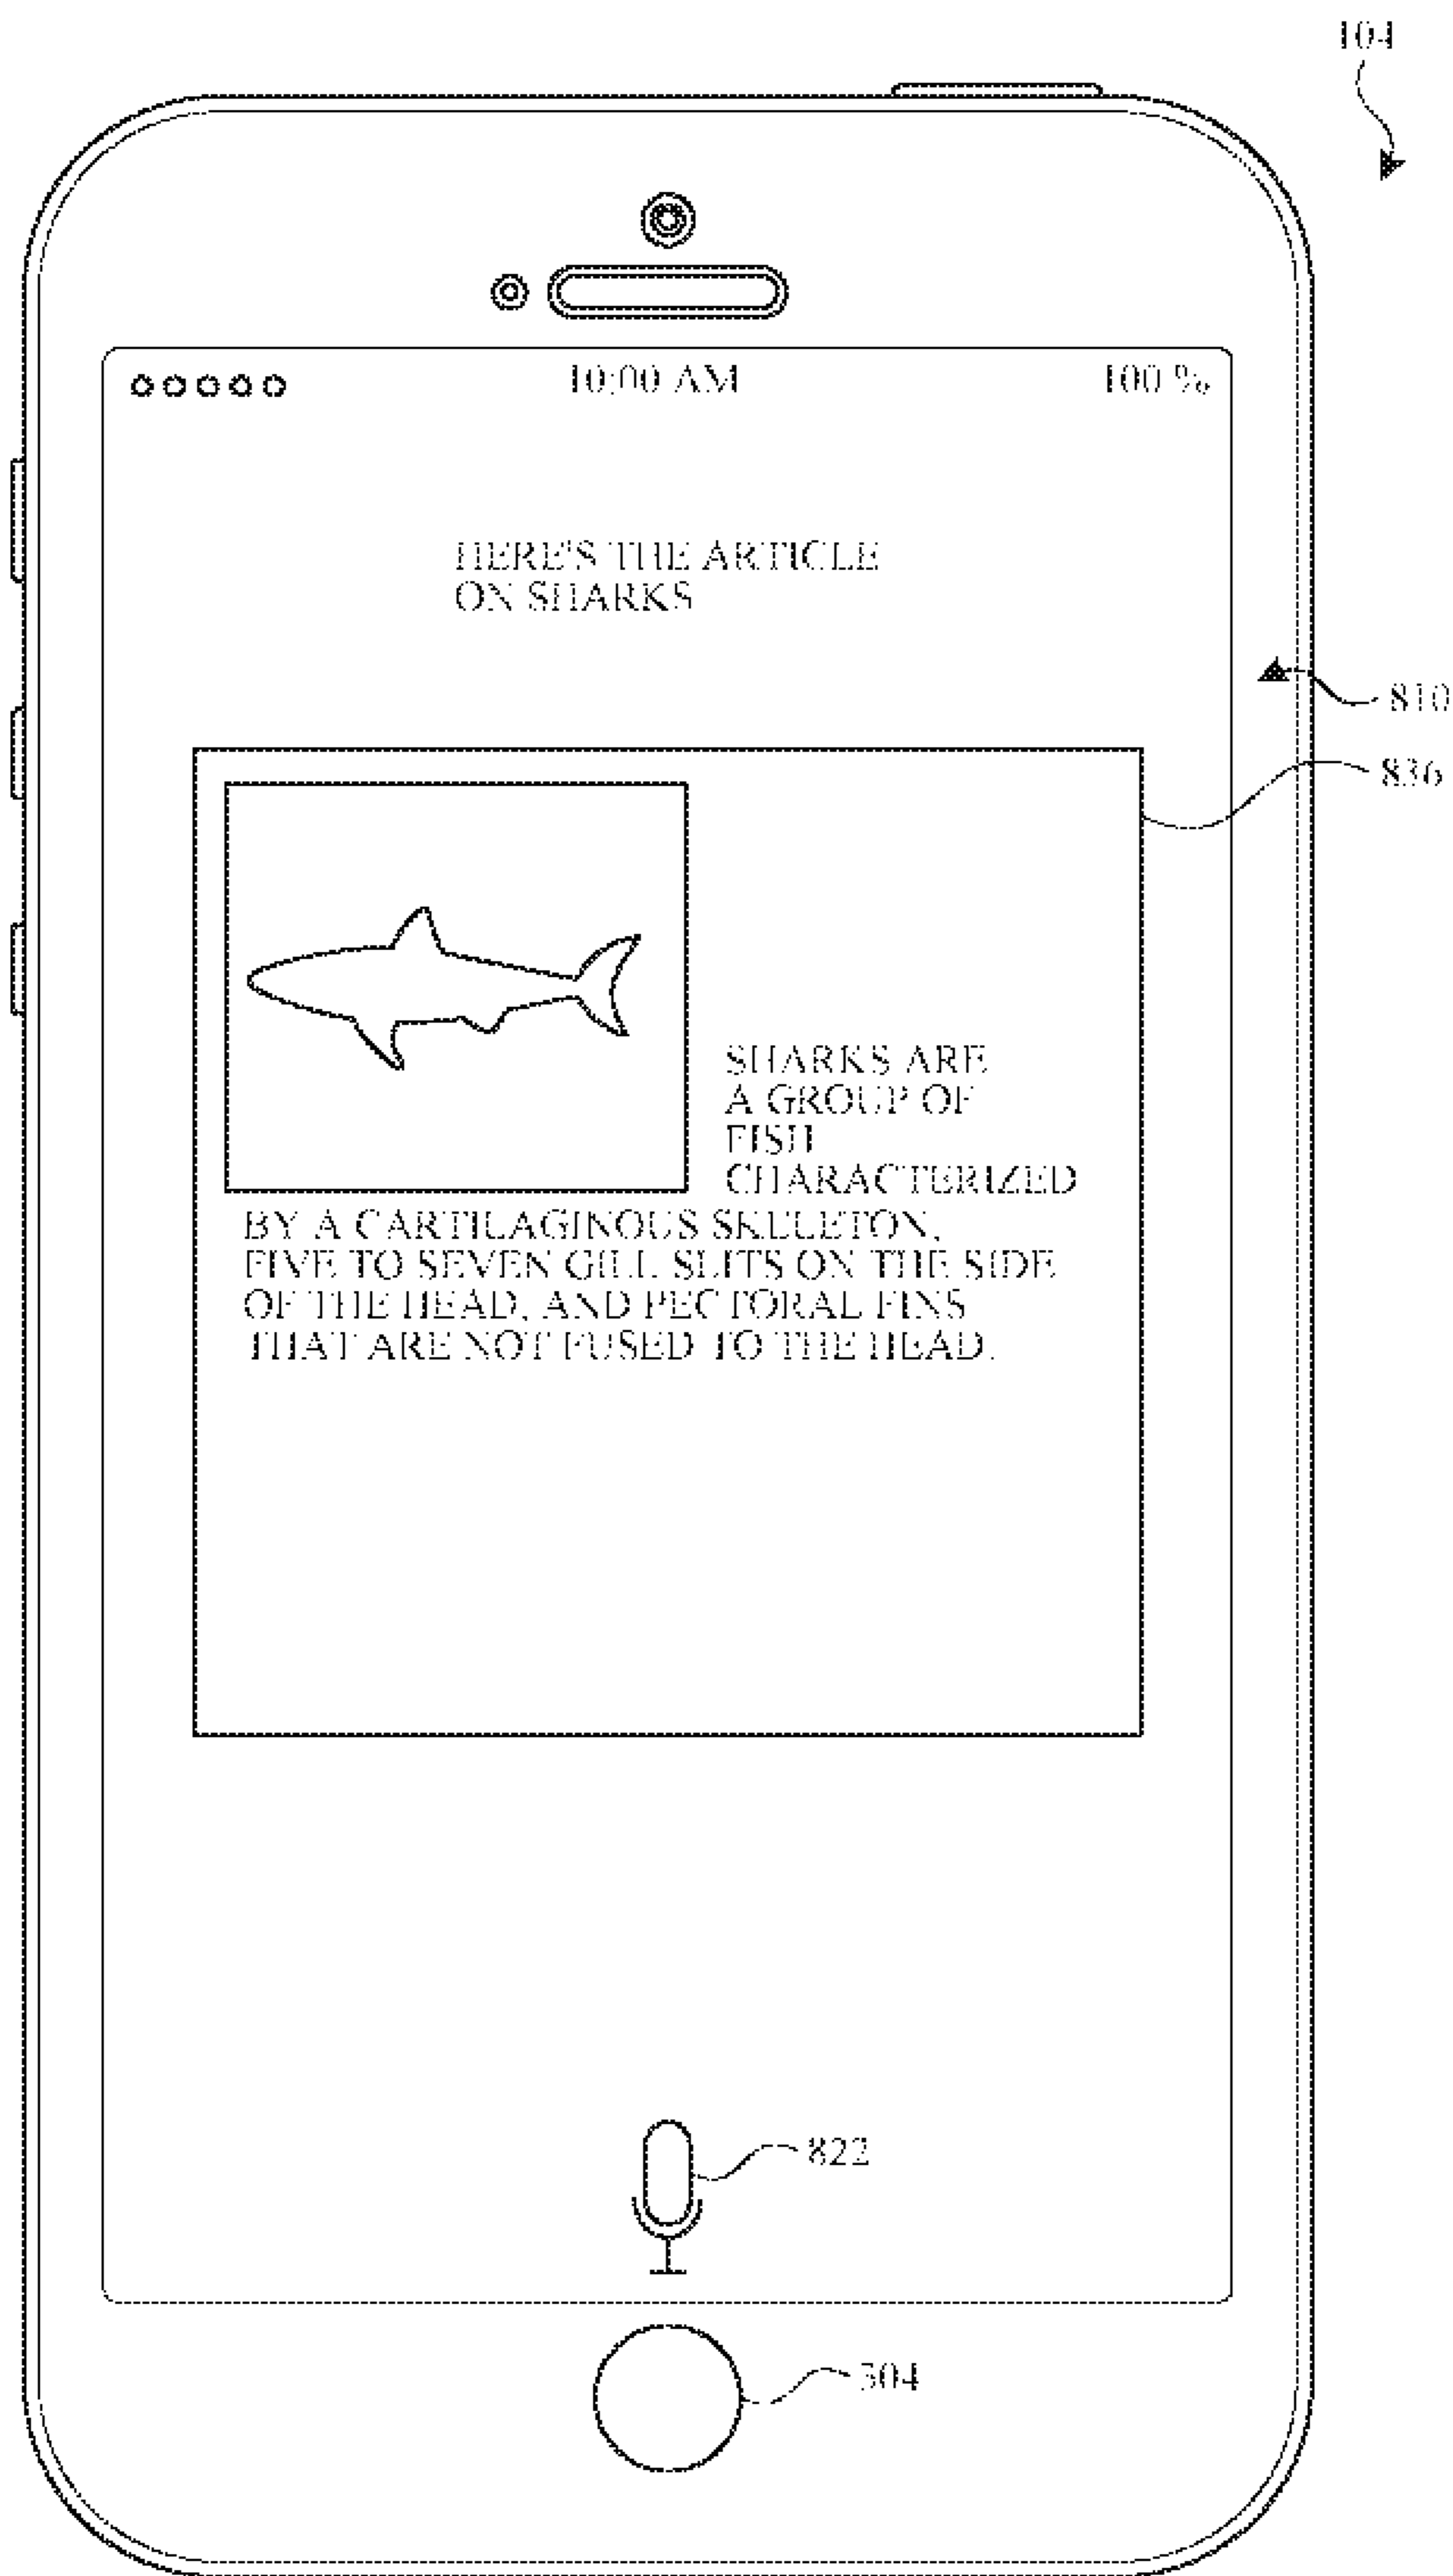 104
10:00 AM 100 %
HERE'S THE ARTICLE
ON SHARKS
810
836
SHARKS ARE
A GROUP OF
FISH
CHARACTERIZED
BY A CARTILAGINOUS SKELETON,
FIVE TO SEVEN GILL SLITS ON THE SIDE
OF THE HEAD, AND PECTORAL FINS
THAT ARE NOT FUSED TO THE HEAD.
822
304